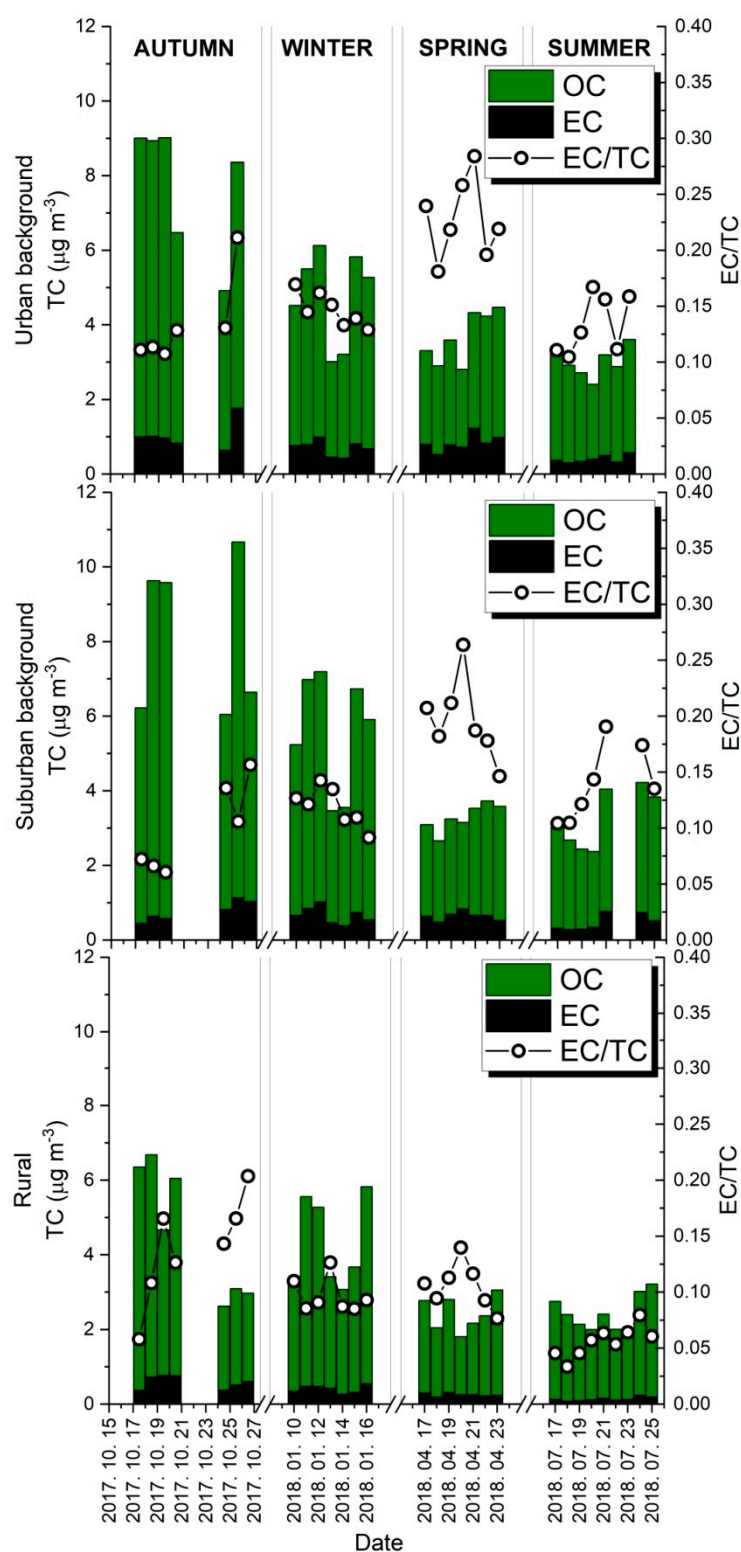 AUTUMN WINTER SPRING SUMMER
12
10
8
6
4
2
0
Urban background
TC (μg m-3)
OC
EC
EC/TC
0.40
0.35
0.30
0.25
0.20
0.15
0.10
0.05
0.00
EC/TC
12
10
8
6
4
2
0
Suburban background
TC (μg m-3)
OC
EC
EC/TC
0.40
0.35
0.30
0.25
0.20
0.15
0.10
0.05
0.00
EC/TC
12
10
8
6
4
2
0
Rural
TC (μg m-3)
OC
EC
EC/TC
0.40
0.35
0.30
0.25
0.20
0.15
0.10
0.05
0.00
EC/TC
2017. 10. 15
2017. 10. 17
2017. 10. 19
2017. 10. 21
2017. 10. 23
2017. 10. 25
2017. 10. 27
2018. 01. 10
2018. 01. 12
2018. 01. 14
2018. 01. 16
2018. 04. 17
2018. 04. 19
2018. 04. 21
2018. 04. 23
2018. 07. 17
2018. 07. 19
2018. 07. 21
2018. 07. 23
2018. 07. 25
Date